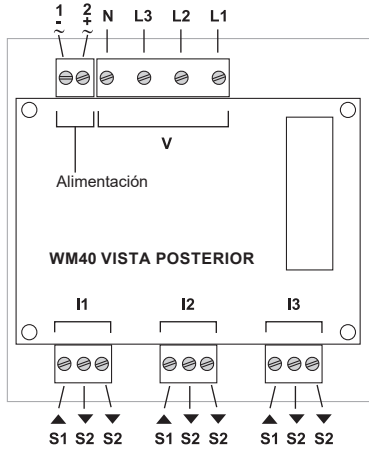 1 2 N L3 L2 L1
- +
~ ~
V
Alimentación
WM40 VISTA POSTERIOR
I1 I2 I3
S1 S2 S2 S1 S2 S2 S1 S2 S2